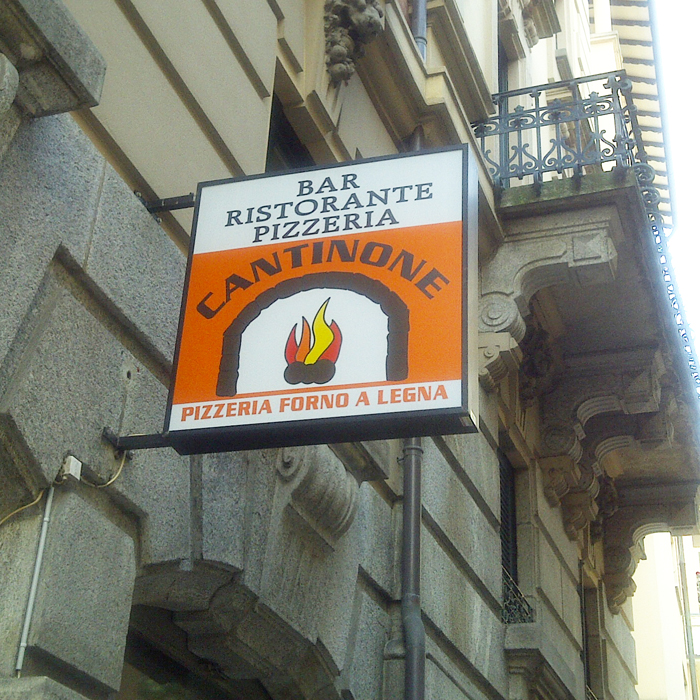 BAR
RISTORANTE
PIZZERIA
CANTINONE
PIZZERIA FORNO A LEGNA